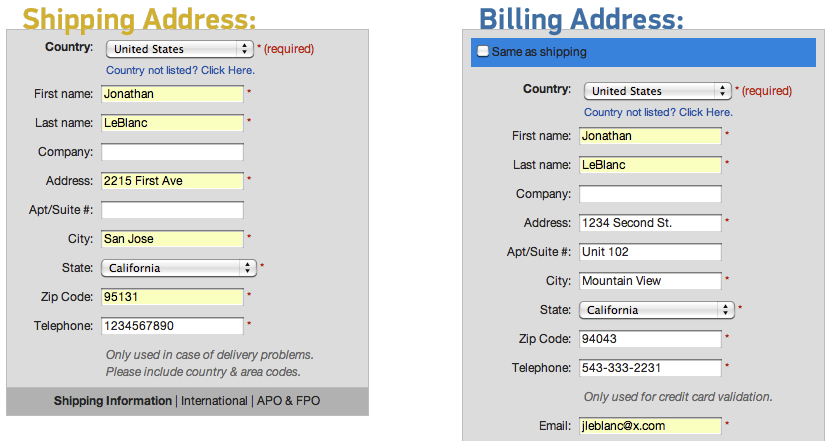 Shipping Address:
Country: United States * (required)
Country not listed? Click Here.
First name: Jonathan *
Last name: LeBlanc *
Company:
Address: 2215 First Ave *
Apt/Suite #:
City: San Jose *
State: California *
Zip Code: 95131 *
Telephone: 1234567890 *
Only used in case of delivery problems.
Please include country & area codes.
Shipping Information | International | APO & FPO
Billing Address:
Same as shipping
Country: United States * (required)
Country not listed? Click Here.
First name: Jonathan *
Last name: LeBlanc *
Company:
Address: 1234 Second St. *
Apt/Suite #: Unit 102
City: Mountain View *
State: California *
Zip Code: 94043 *
Telephone: 543-333-2231 *
Only used for credit card validation.
Email: jleblanc@x.com *